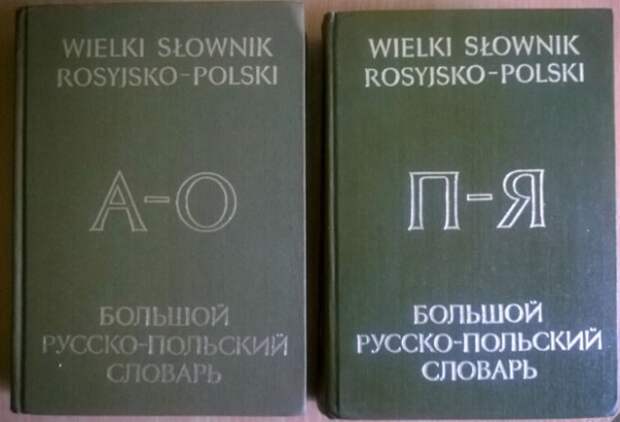 WIELKI SŁOWNIK
ROSYJSKO-POLSKI
А-О
БОЛЬШОЙ
РУССКО-ПОЛЬСКИЙ
СЛОВАРЬ
WIELKI SŁOWNIK
ROSYJSKO-POLSKI
П-Я
БОЛЬШОЙ
РУССКО-ПОЛЬСКИЙ
СЛОВАРЬ